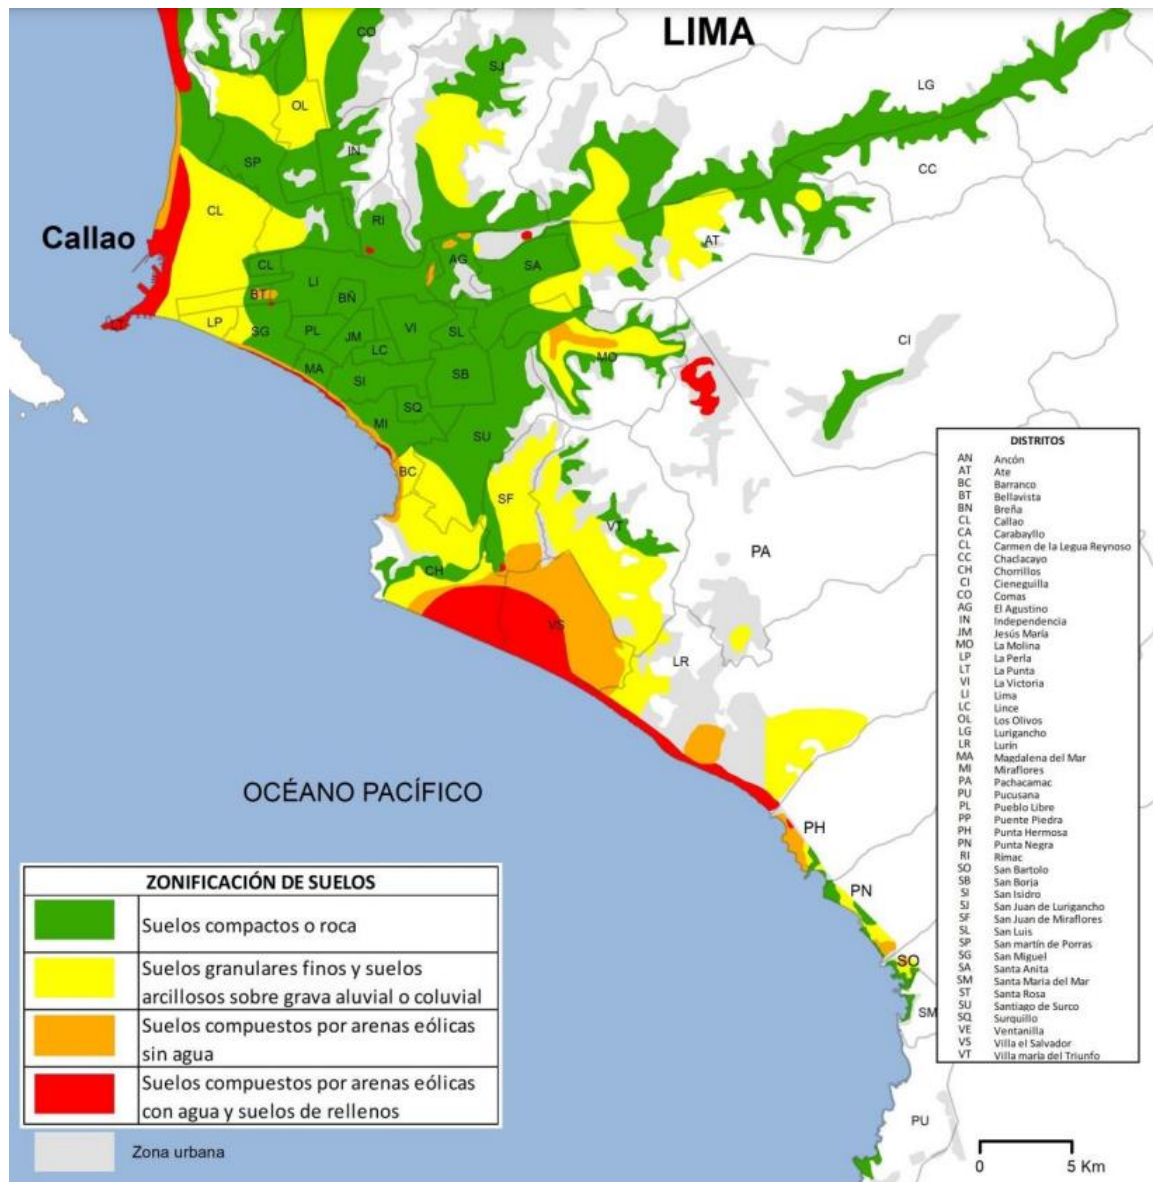 LIMA
CO
SJ
OL
LG
IN
SP
CC
CL
RI
Callao
AT
AG
SA
CL
LI
BT
BÑ
CI
LT
LP
SG
PL
JM
VI
SL
LC
MO
MA
SI
SB
SQ
MI
SU
BC
SF
VT
PA
CH
VS
LR
OCÉANO PACÍFICO
PH
PN
SO
SM
PU
DISTRITOS
AN Ancón
AT Ate
BC Barranco
BT Bellavista
BN Breña
CL Callao
CA Carabayllo
CL Carmen de la Legua Reynoso
CC Chaclacayo
CH Chorrillos
CI Cieneguilla
CO Comas
AG El Agustino
IN Independencia
JM Jesús María
MO La Molina
LP La Perla
LT La Punta
VI La Victoria
LI Lima
LC Lince
OL Los Olivos
LG Lurigancho
LR Lurín
MA Magdalena del Mar
MI Miraflores
PA Pachacamac
PU Pucusana
PL Pueblo Libre
PP Puente Piedra
PH Punta Hermosa
PN Punta Negra
RI Rímac
SO San Bartolo
SB San Borja
SI San Isidro
SJ San Juan de Lurigancho
SF San Juan de Miraflores
SL San Luis
SP San martín de Porras
SG San Miguel
SA Santa Anita
SM Santa Maria del Mar
ST Santa Rosa
SU Santiago de Surco
SQ Surquillo
VE Ventanilla
VS Villa el Salvador
VT Villa maría del Triunfo
ZONIFICACIÓN DE SUELOS
Suelos compactos o roca
Suelos granulares finos y suelos
arcillosos sobre grava aluvial o coluvial
Suelos compuestos por arenas eólicas
sin agua
Suelos compuestos por arenas eólicas
con agua y suelos de rellenos
Zona urbana
0 5 Km